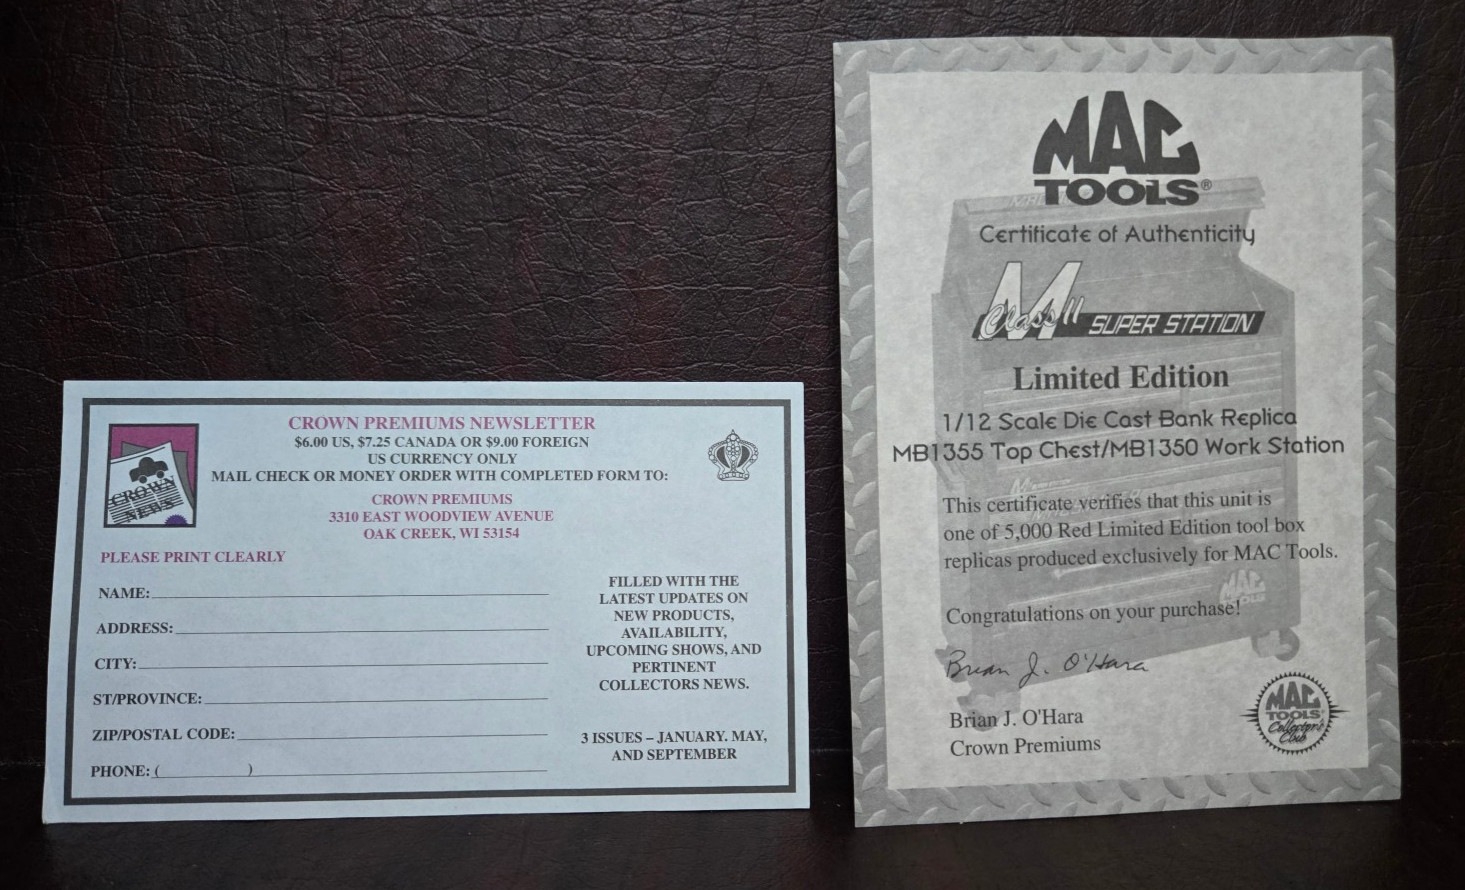 CROWN PREMIUMS NEWSLETTER
$6.00 US, $7.25 CANADA OR $9.00 FOREIGN
US CURRENCY ONLY
MAIL CHECK OR MONEY ORDER WITH COMPLETED FORM TO:
CROWN PREMIUMS
3310 EAST WOODVIEW AVENUE
OAK CREEK, WI 53154
CROWN
NEWS
PLEASE PRINT CLEARLY
NAME:
ADDRESS:
CITY:
ST/PROVINCE:
ZIP/POSTAL CODE:
PHONE: ( )
FILLED WITH THE
LATEST UPDATES ON
NEW PRODUCTS,
AVAILABILITY,
UPCOMING SHOWS, AND
PERTINENT
COLLECTORS NEWS.
3 ISSUES – JANUARY. MAY,
AND SEPTEMBER
MAC
TOOLS®
Certificate of Authenticity
M Class II SUPER STATION
Limited Edition
1/12 Scale Die Cast Bank Replica
MB1355 Top Chest/MB1350 Work Station
This certificate verifies that this unit is
one of 5,000 Red Limited Edition tool box
replicas produced exclusively for MAC Tools.
MAC
TOOLS
Congratulations on your purchase!
Brian J. O'Hara
Brian J. O'Hara
Crown Premiums
MAC
TOOLS
Collector's
Club